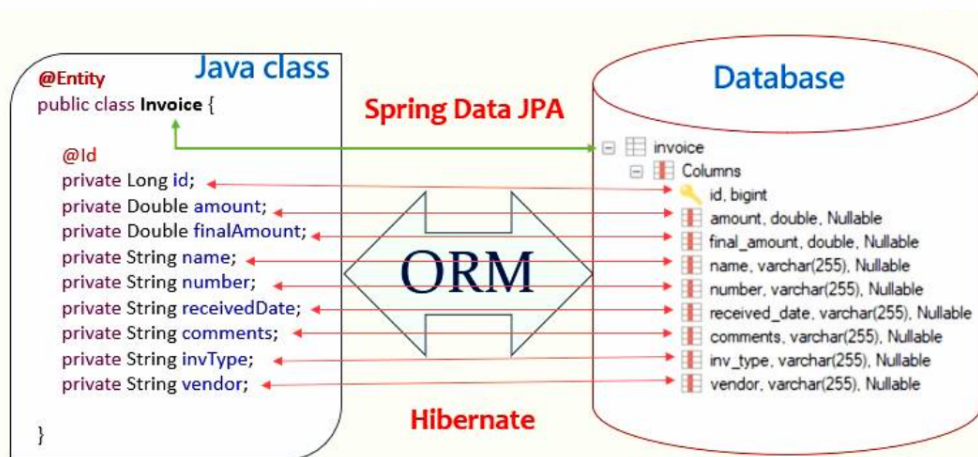 Java class
@Entity
public class Invoice {
@Id
private Long id;
private Double amount;
private Double finalAmount;
private String name;
private String number;
private String receivedDate;
private String comments;
private String invType;
private String vendor;
}
Spring Data JPA
ORM
Hibernate
Database
invoice
Columns
id, bigint
amount, double, Nullable
final_amount, double, Nullable
name, varchar(255), Nullable
number, varchar(255), Nullable
received_date, varchar(255), Nullable
comments, varchar(255), Nullable
inv_type, varchar(255), Nullable
vendor, varchar(255), Nullable